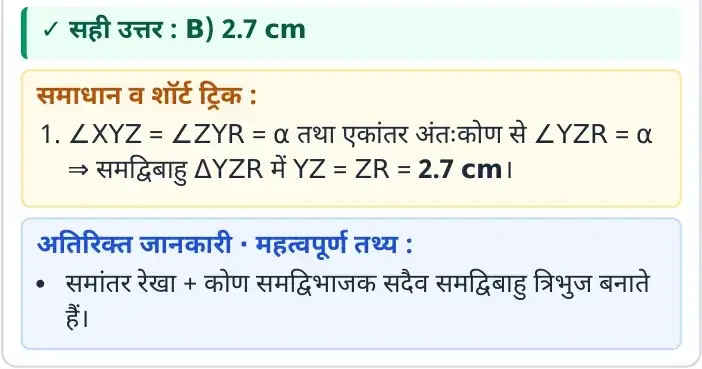 ✓ सही उत्तर : B) 2.7 cm
समाधान व शॉर्ट ट्रिक :
1. ∠XYZ = ∠ZYR = α तथा एकांतर अंतःकोण से ∠YZR = α
⇒ समद्विबाहु ΔYZR में YZ = ZR = 2.7 cm।
अतिरिक्त जानकारी · महत्वपूर्ण तथ्य :
• समांतर रेखा + कोण समद्विभाजक सदैव समद्विबाहु त्रिभुज बनाते
हैं।